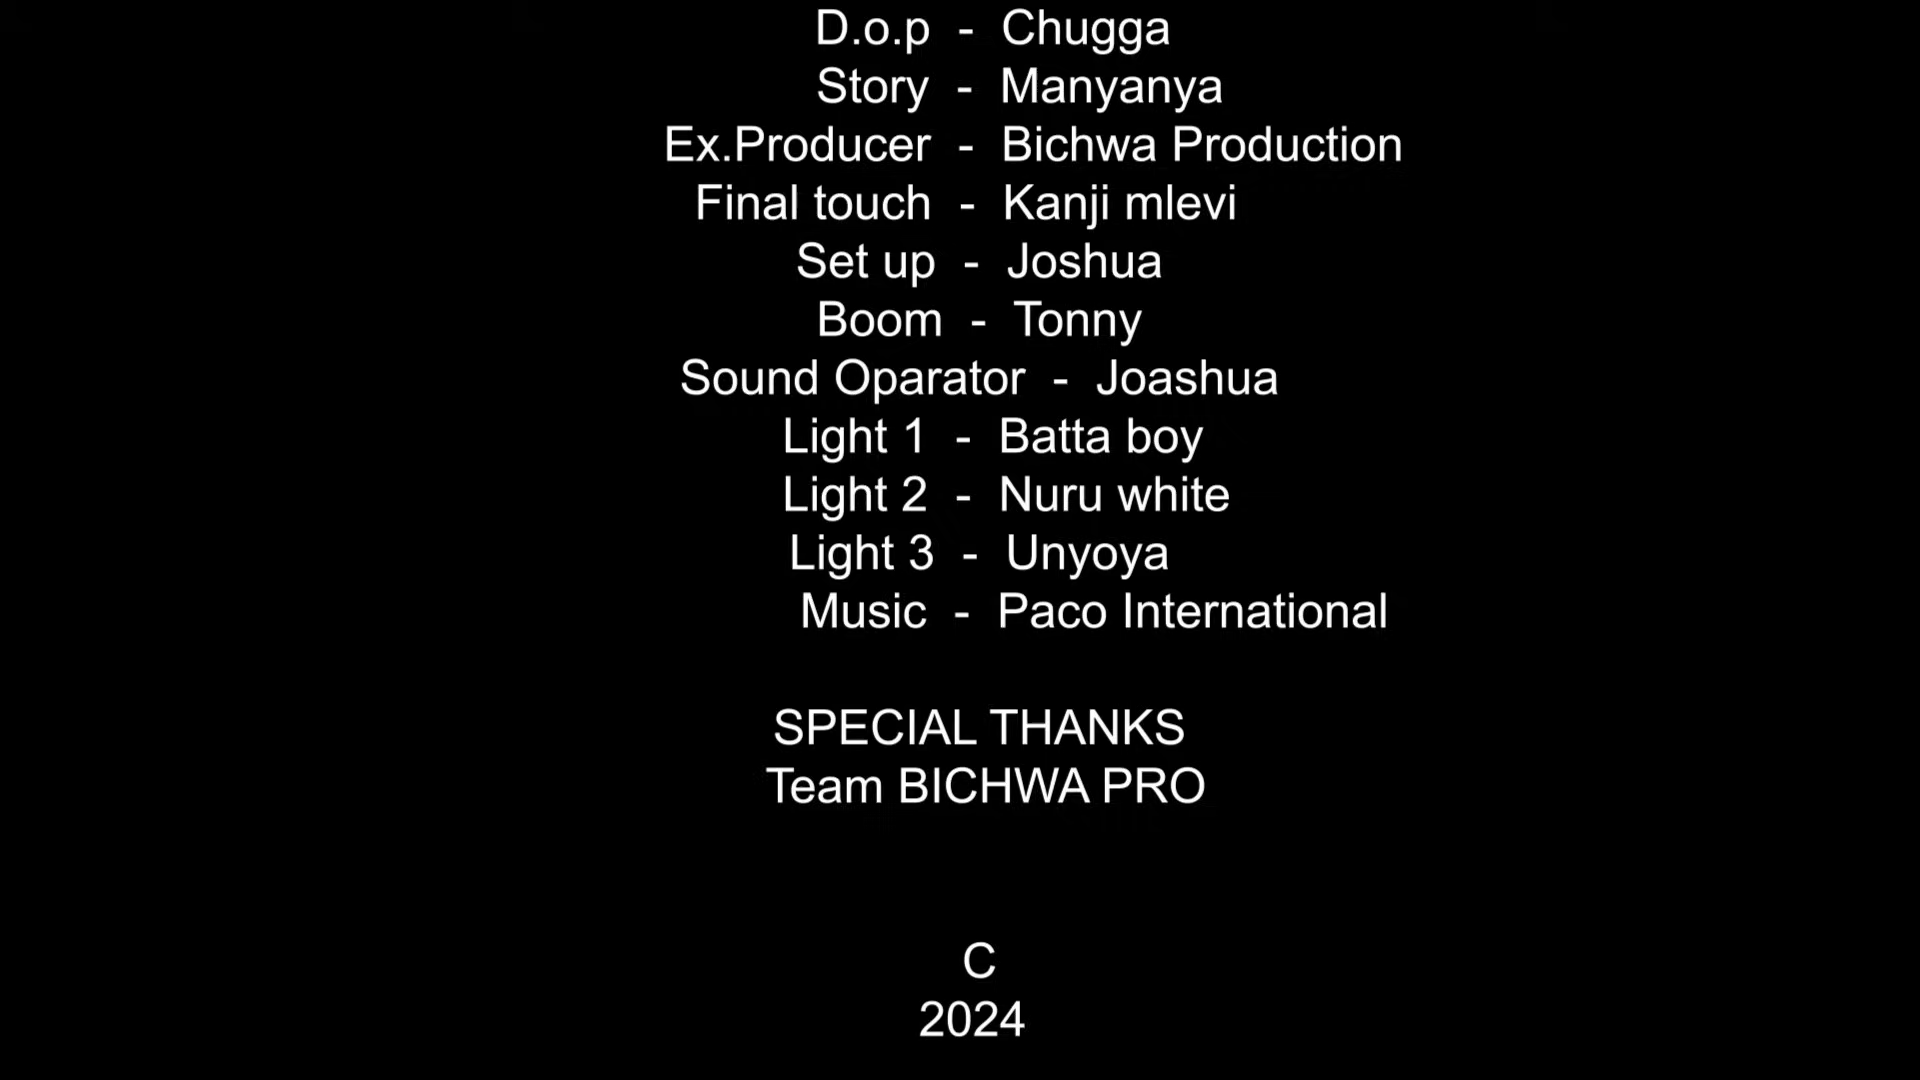 D.o.p - Chugga
Story - Manyanya
Ex.Producer - Bichwa Production
Final touch - Kanji mlevi
Set up - Joshua
Boom - Tonny
Sound Oparator - Joashua
Light 1 - Batta boy
Light 2 - Nuru white
Light 3 - Unyoya
Music - Paco International
SPECIAL THANKS
Team BICHWA PRO
C
2024